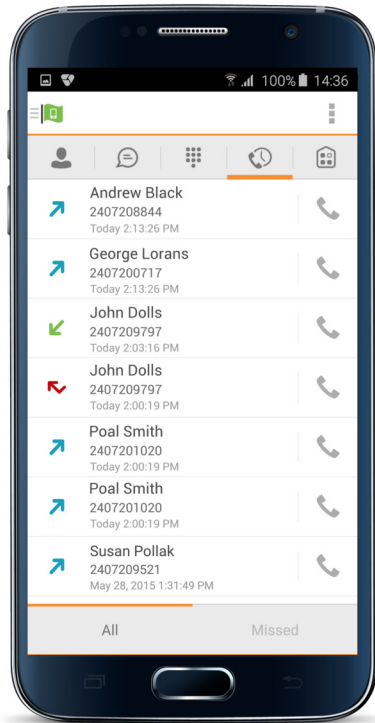 100% 14:36
Andrew Black
2407208844
Today 2:13:26 PM
George Lorans
2407200717
Today 2:13:26 PM
John Dolls
2407209797
Today 2:03:16 PM
John Dolls
2407209797
Today 2:00:19 PM
Poal Smith
2407201020
Today 2:00:19 PM
Poal Smith
2407201020
Today 2:00:19 PM
Susan Pollak
2407209521
May 28, 2015 1:31:49 PM
All Missed